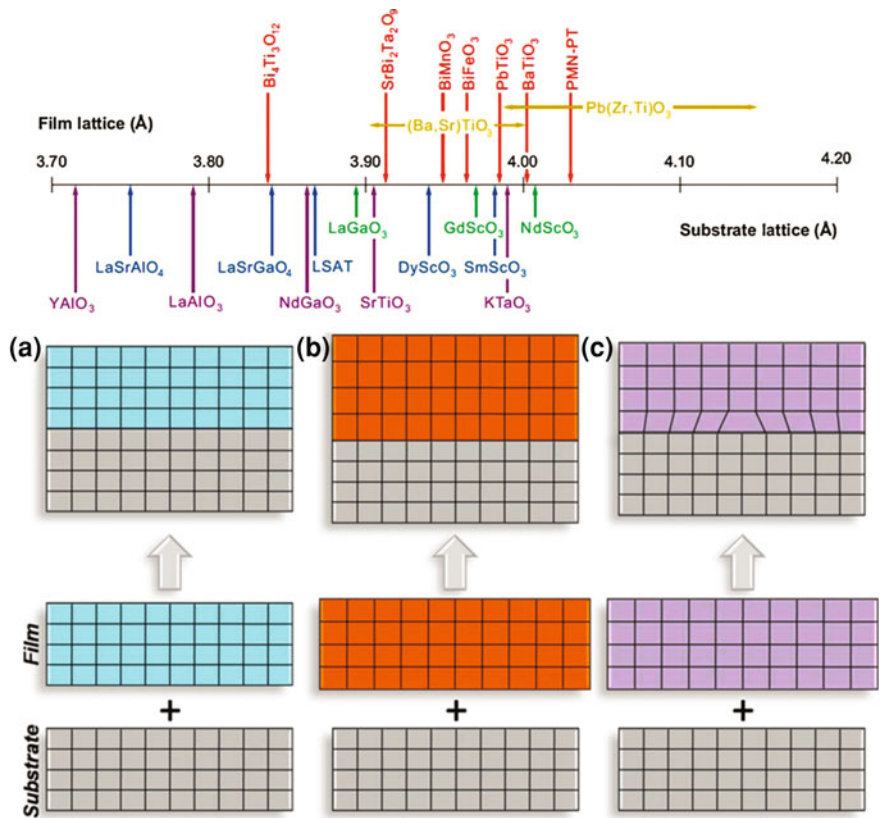 Bi₄Ti₃O₁₂
SrBi₂Ta₂O₉
BiMnO₃
BiFeO₃
PbTiO₃
BaTiO₃
PMN-PT
Pb(Zr,Ti)O₃
Film lattice (Å)
(Ba,Sr)TiO₃
3.70
3.80
3.90
4.00
4.10
4.20
LaGaO₃
GdScO₃
NdScO₃
Substrate lattice (Å)
LaSrAlO₄
LaSrGaO₄
LSAT
DyScO₃
SmScO₃
YAlO₃
LaAlO₃
NdGaO₃
SrTiO₃
KTaO₃
(a)
(b)
(c)
Film
+
+
+
Substrate